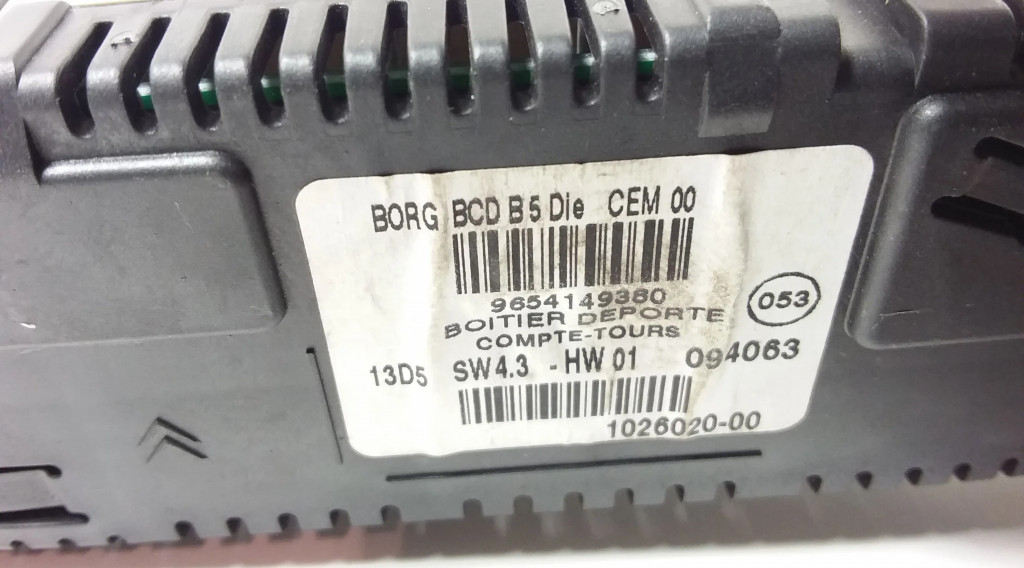 BORG BCD B5 Die CEM 00
9654149380
053
BOITIER DEPORTE
COMPTE-TOURS
13D5 SW4.3 -HW 01 094063
1026020-00